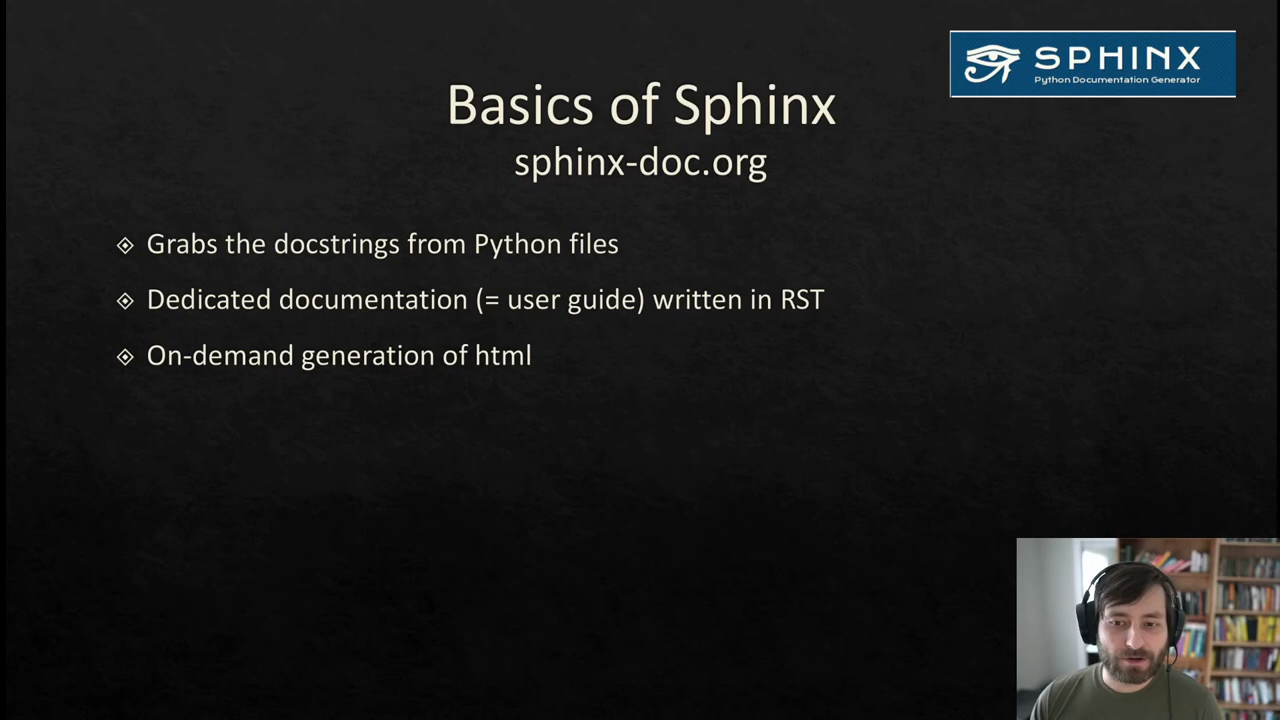 SPHINX
Python Documentation Generator
Basics of Sphinx
sphinx-doc.org
Grabs the docstrings from Python files
Dedicated documentation (= user guide) written in RST
On-demand generation of html